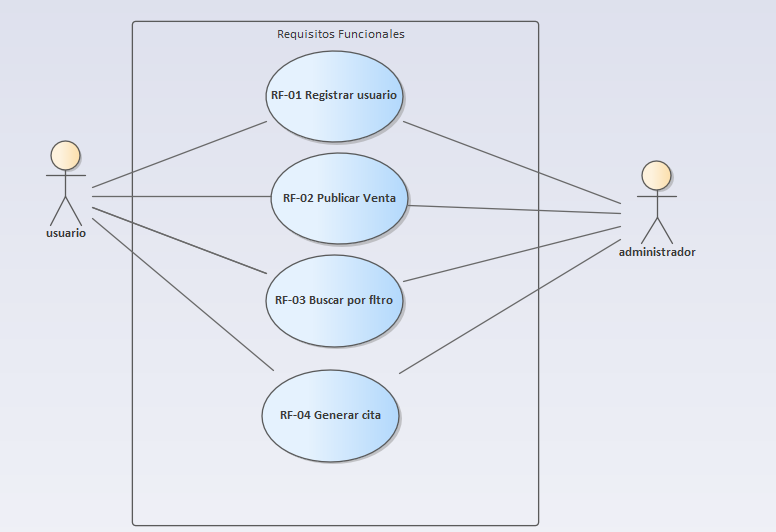 Requisitos Funcionales
RF-01 Registrar usuario
RF-02 Publicar Venta
usuario
administrador
RF-03 Buscar por fltro
RF-04 Generar cita